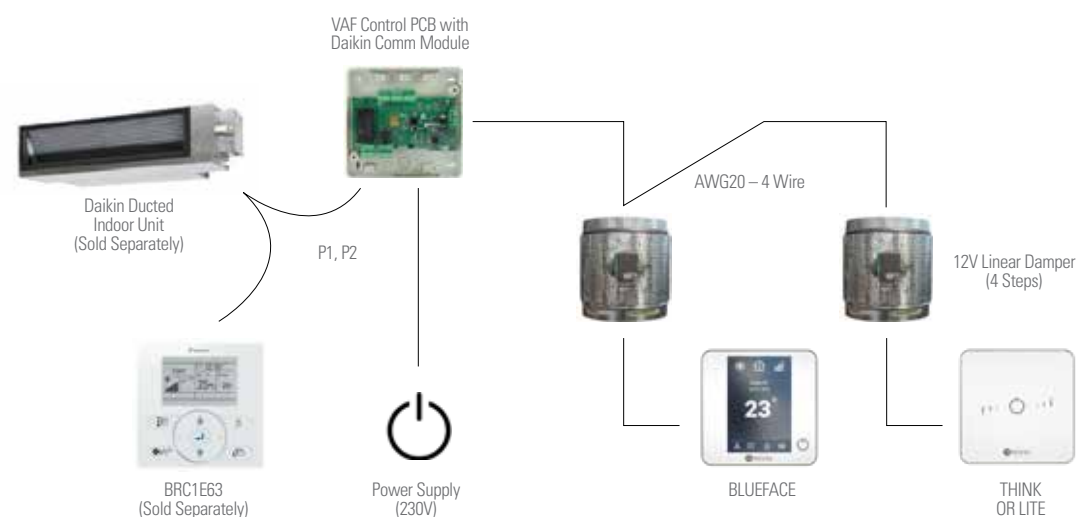 VAF Control PCB with
Daikin Comm Module
Daikin Ducted
Indoor Unit
(Sold Separately)
P1, P2
AWG20 – 4 Wire
12V Linear Damper
(4 Steps)
23°
BRC1E63
(Sold Separately)
Power Supply
(230V)
BLUEFACE
THINK
OR LITE